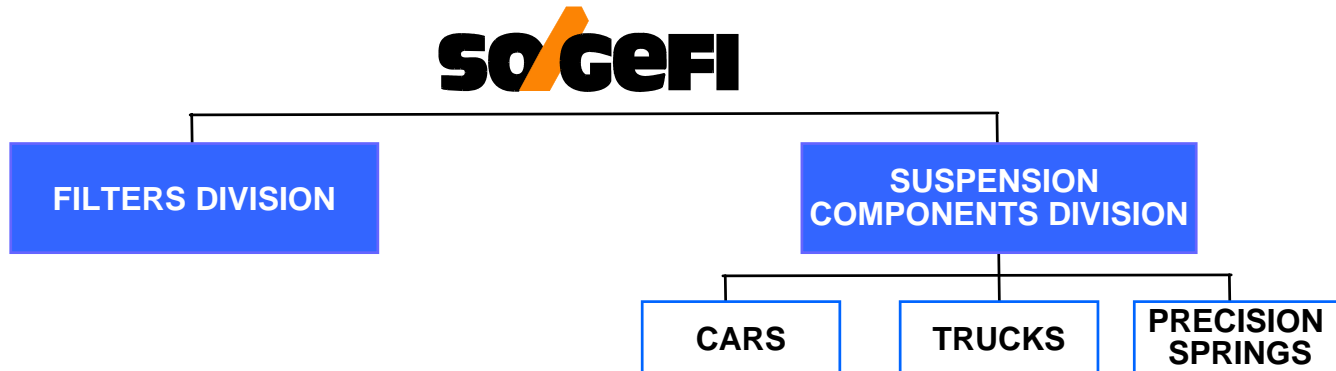 SOGEFI
FILTERS DIVISION
SUSPENSION
COMPONENTS DIVISION
CARS
TRUCKS
PRECISION
SPRINGS